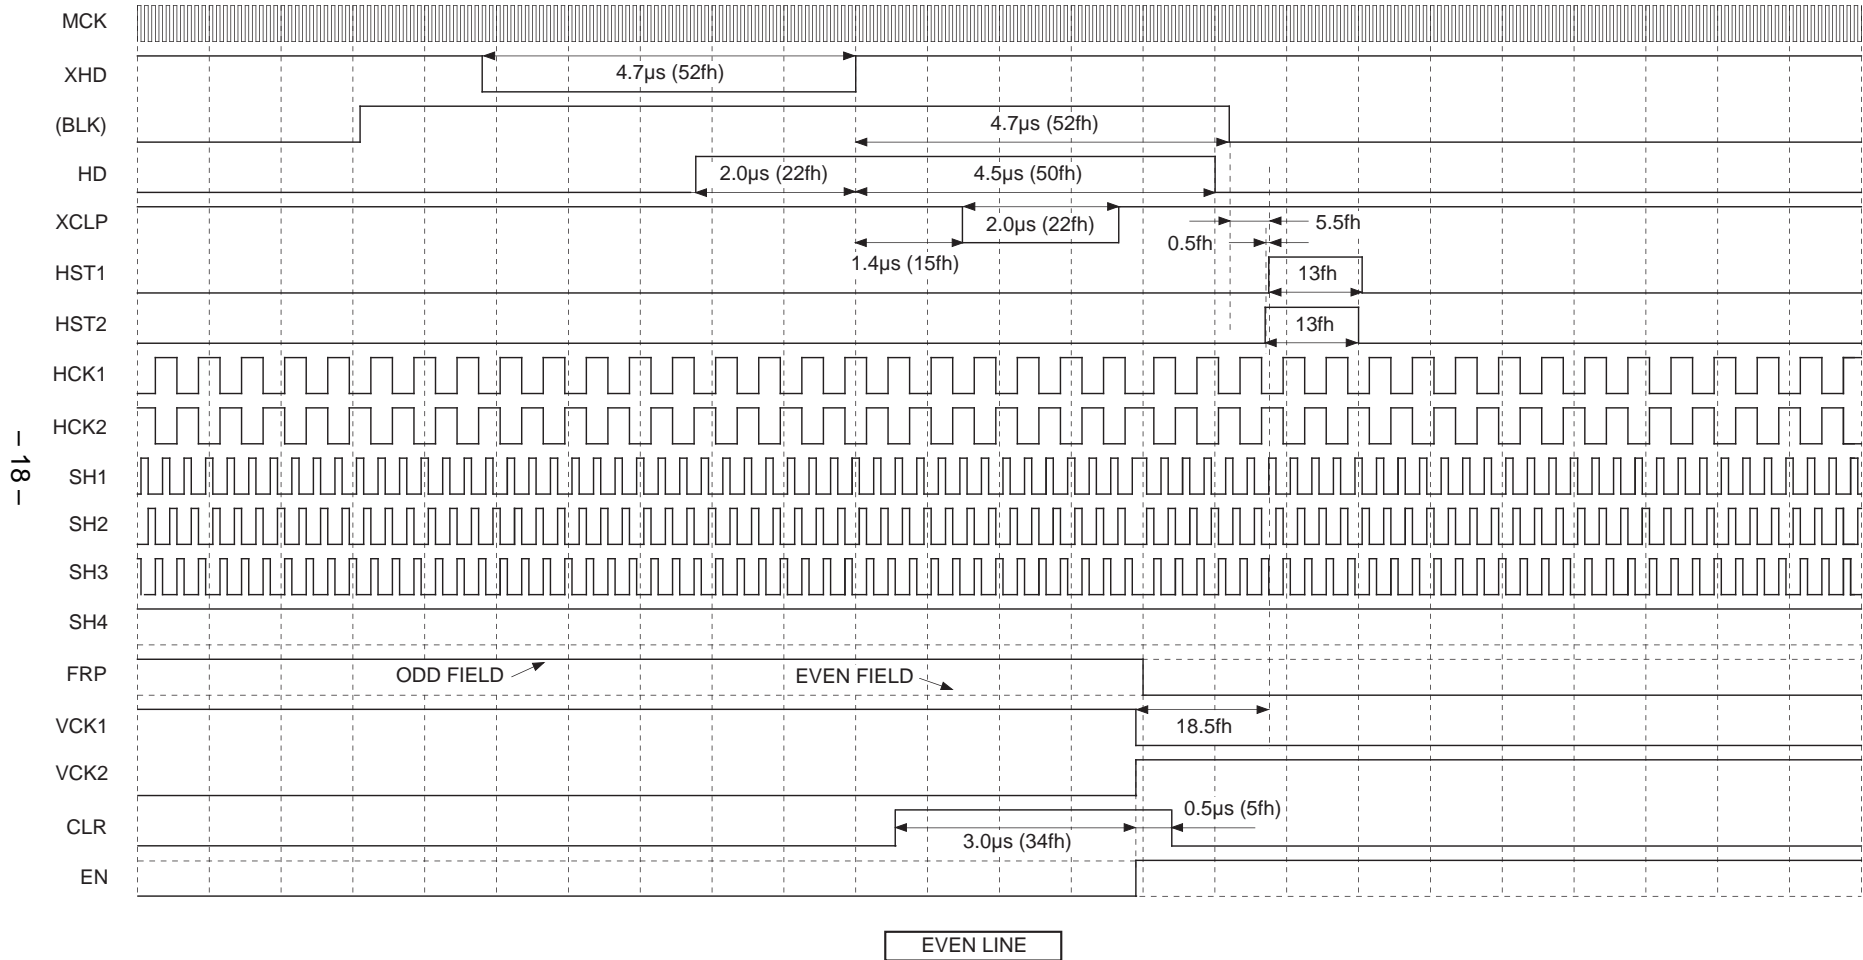 MCK
XHD
4.7µs (52fh)
(BLK)
4.7µs (52fh)
HD
2.0µs (22fh)
4.5µs (50fh)
XCLP
2.0µs (22fh)
5.5fh
0.5fh
1.4µs (15fh)
HST1
13fh
HST2
13fh
HCK1
HCK2
– 18 –
SH1
SH2
SH3
SH4
FRP
ODD FIELD
EVEN FIELD
VCK1
18.5fh
VCK2
CLR
0.5µs (5fh)
3.0µs (34fh)
EN
EVEN LINE